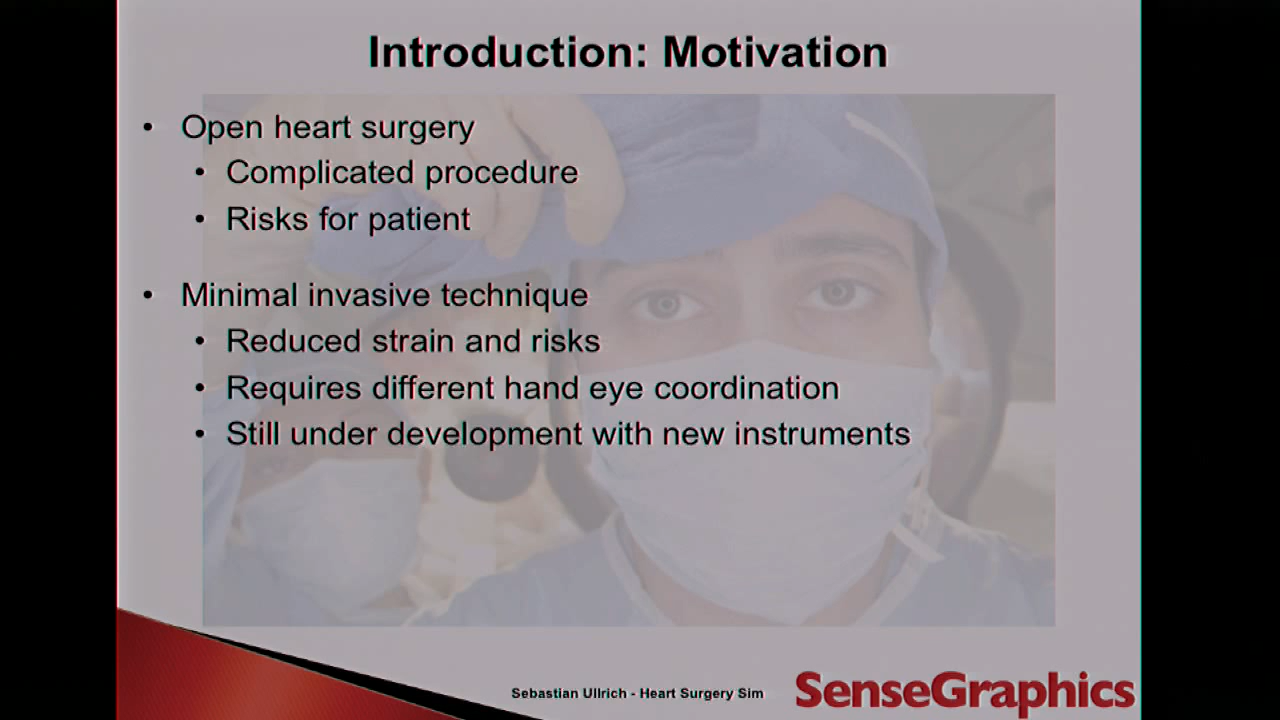 Introduction: Motivation
• Open heart surgery
• Complicated procedure
• Risks for patient
• Minimal invasive technique
• Reduced strain and risks
• Requires different hand eye coordination
• Still under development with new instruments
Sebastian Ullrich - Heart Surgery Sim
SenseGraphics